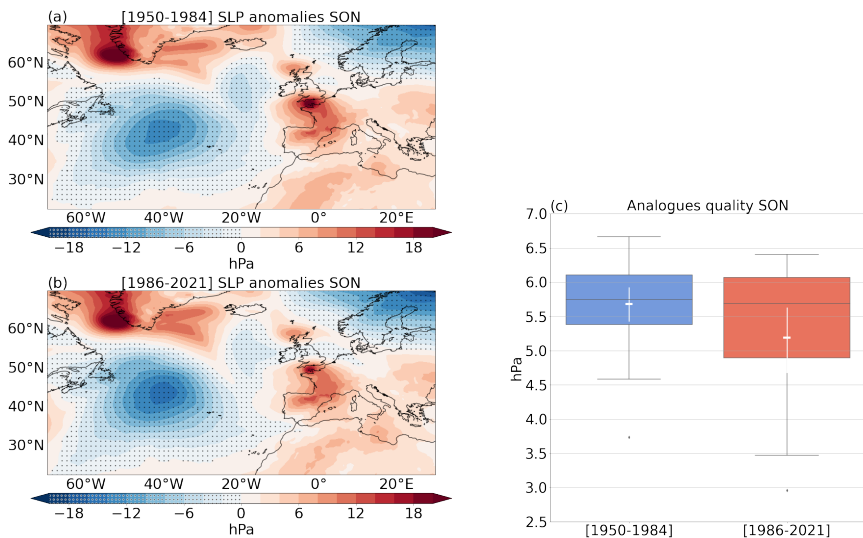 (a) [1950-1984] SLP anomalies SON
60°N
50°N
40°N
30°N
60°W 40°W 20°W 0° 20°E
−18 −12 −6 0 6 12 18
hPa
(b) [1986-2021] SLP anomalies SON
60°N
50°N
40°N
30°N
60°W 40°W 20°W 0° 20°E
−18 −12 −6 0 6 12 18
hPa
(c) Analogues quality SON
7.0
6.5
6.0
5.5
5.0
4.5
4.0
3.5
3.0
2.5
hPa
[1950-1984] [1986-2021]